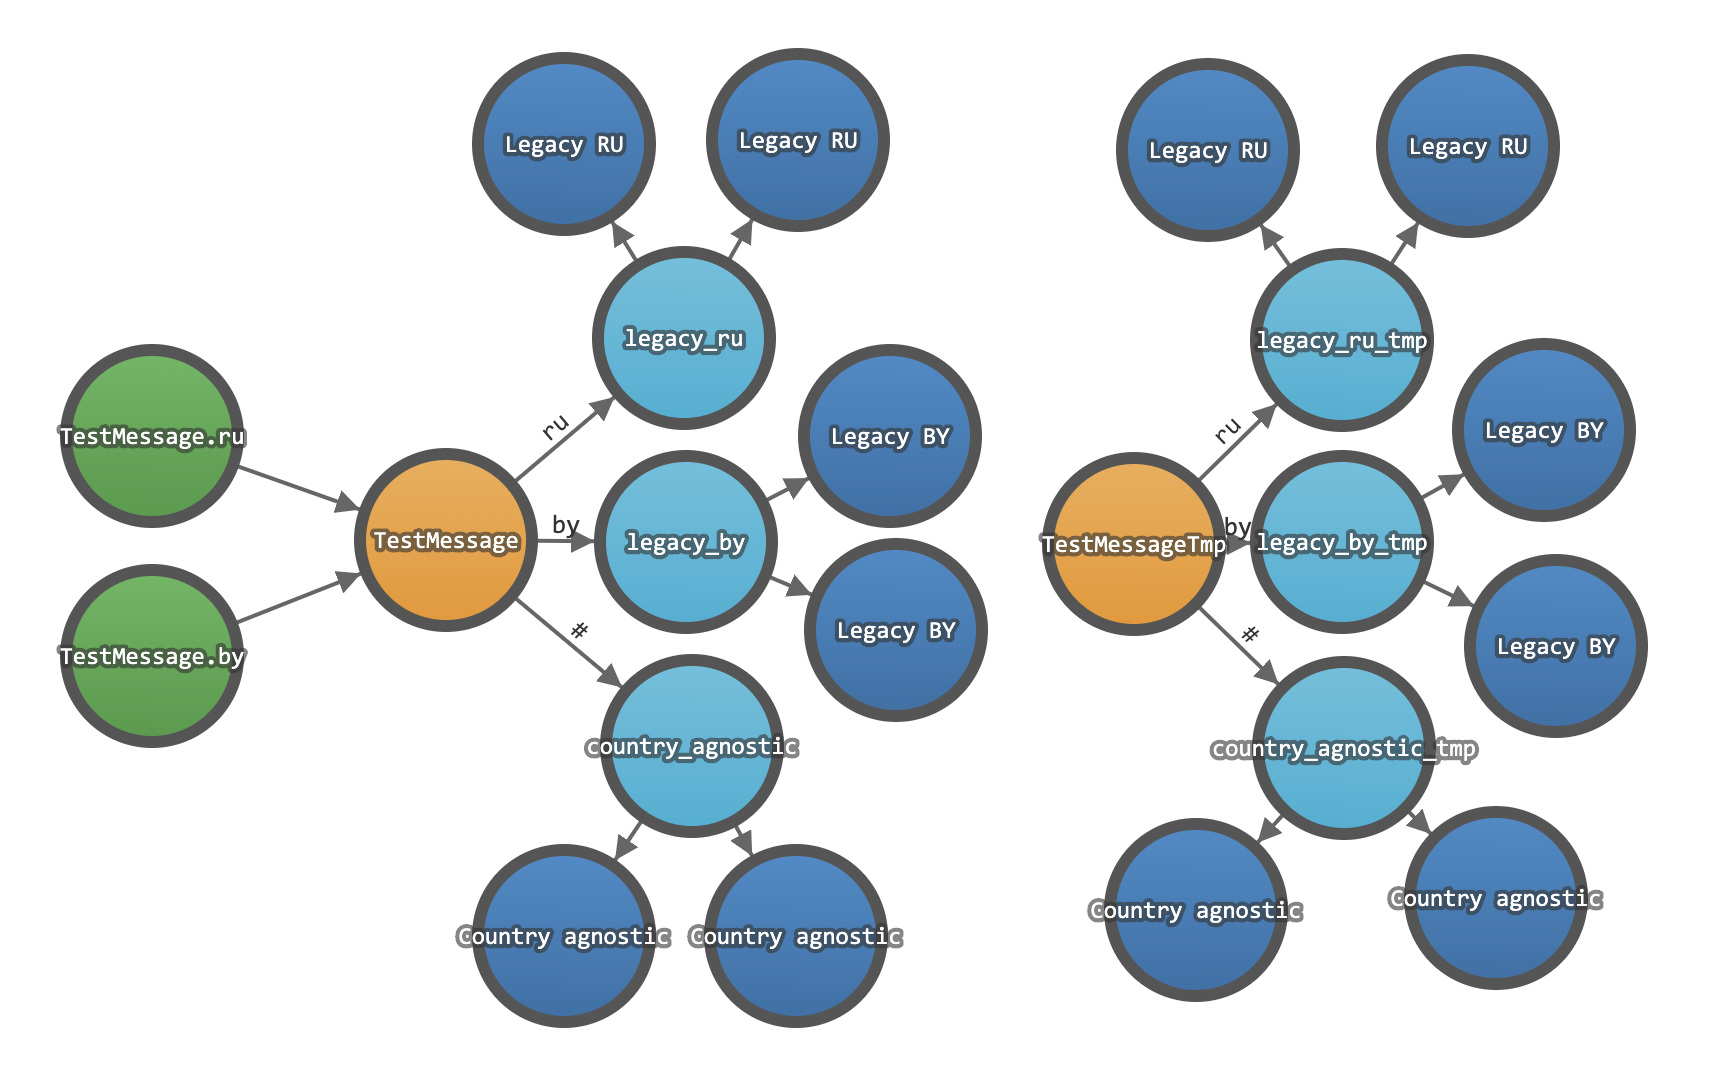 Legacy RU
Legacy RU
legacy_ru
ru
TestMessage.ru
TestMessage
by
legacy_by
Legacy BY
Legacy BY
TestMessage.by
#
country_agnostic
Country agnostic
Country agnostic
Legacy RU
Legacy RU
legacy_ru_tmp
ru
Legacy BY
TestMessageTmp
by
legacy_by_tmp
Legacy BY
#
country_agnostic_tmp
Country agnostic
Country agnostic